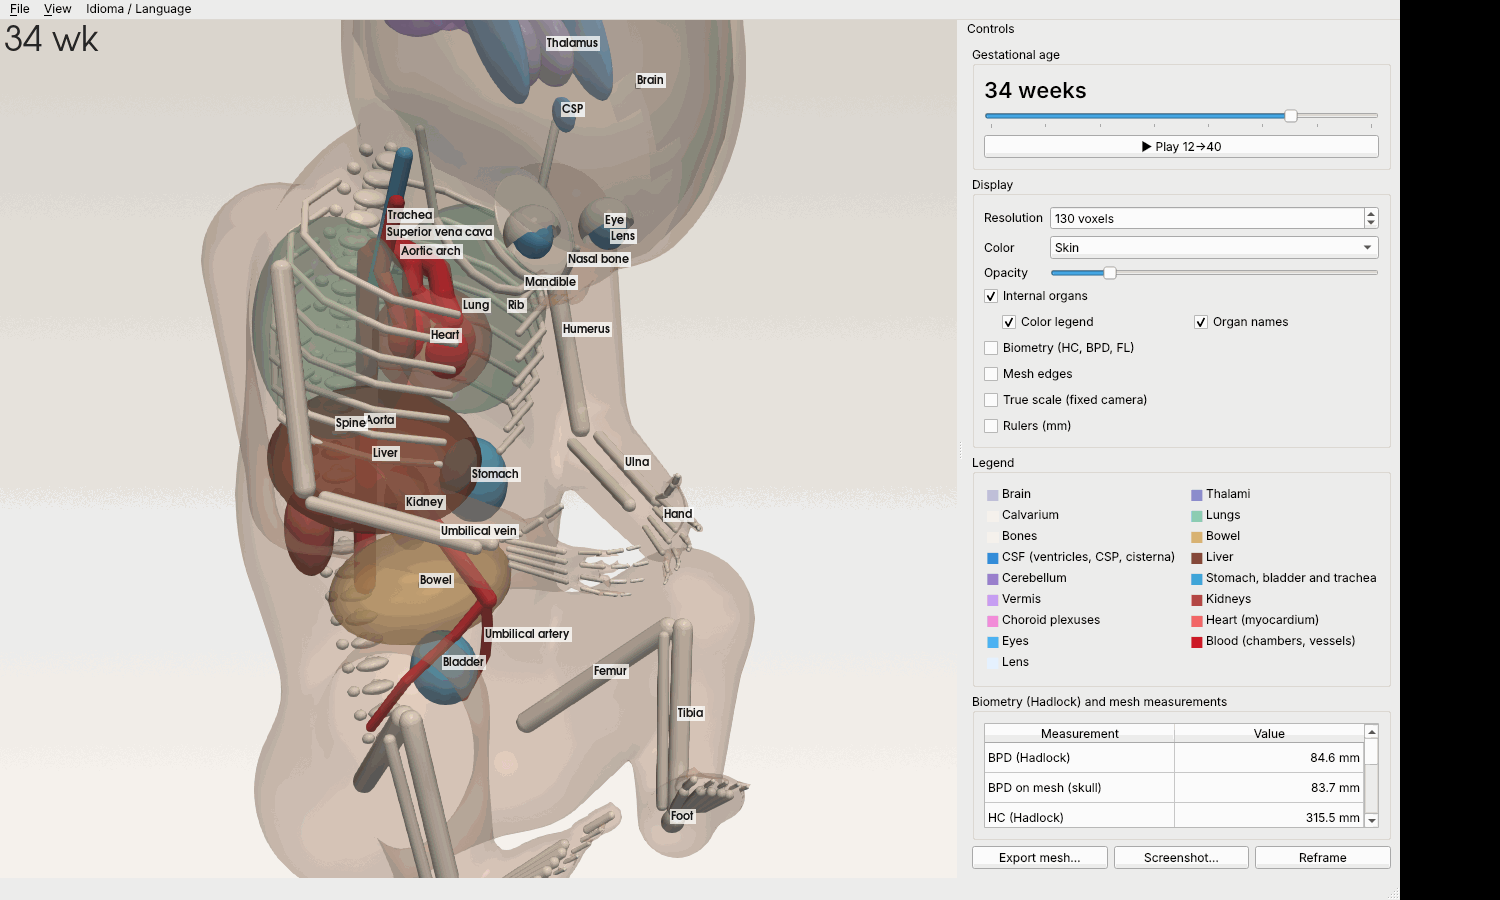 File View Idioma / Language
34 wk
Thalamus
Brain
CSP
Trachea
Superior vena cava
Aortic arch
Eye
Lens
Nasal bone
Mandible
Lung
Rib
Heart
Humerus
Spine
Aorta
Liver
Stomach
Ulna
Kidney
Hand
Umbilical vein
Bowel
Umbilical artery
Bladder
Femur
Tibia
Foot
Controls
Gestational age
34 weeks
▶ Play 12→40
Display
Resolution 130 voxels
Color Skin
Opacity
Internal organs
Color legend Organ names
Biometry (HC, BPD, FL)
Mesh edges
True scale (fixed camera)
Rulers (mm)
Legend
Brain Thalami
Calvarium Lungs
Bones Bowel
CSF (ventricles, CSP, cisterna) Liver
Cerebellum Stomach, bladder and trachea
Vermis Kidneys
Choroid plexuses Heart (myocardium)
Eyes Blood (chambers, vessels)
Lens
Biometry (Hadlock) and mesh measurements
Measurement Value
BPD (Hadlock) 84.6 mm
BPD on mesh (skull) 83.7 mm
HC (Hadlock) 315.5 mm
Export mesh... Screenshot... Reframe